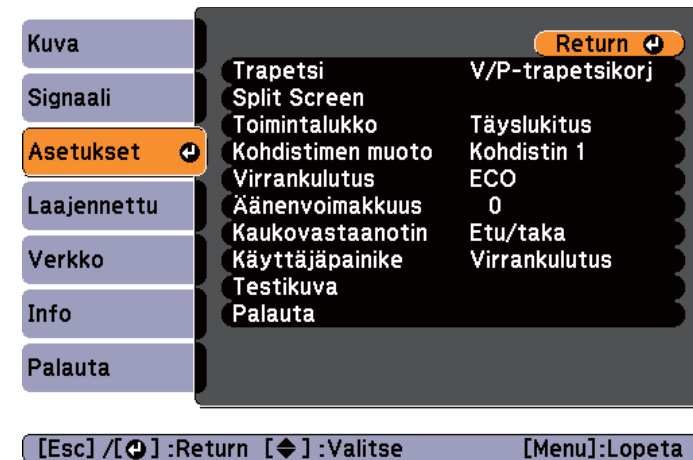 Kuva
Signaali
Asetukset
Laajennettu
Verkko
Info
Palauta
Return
Trapetsi V/P-trapetsikorj
Split Screen
Toimintalukko Täyslukitus
Kohdistimen muoto Kohdistin 1
Virrankulutus ECO
Äänenvoimakkuus 0
Kaukovastaanotin Etu/taka
Käyttäjäpainike Virrankulutus
Testikuva
Palauta
[Esc] /[⏎] :Return [◆] :Valitse [Menu]:Lopeta